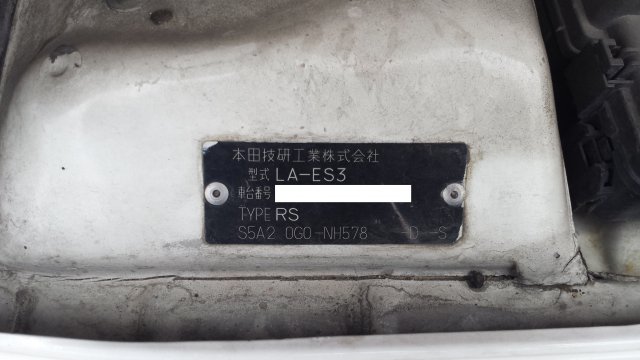 本田技研工業株式会社
型式 LA-ES3
車台番号
TYPE RS
S5A2 0G0-NH578 -D -S